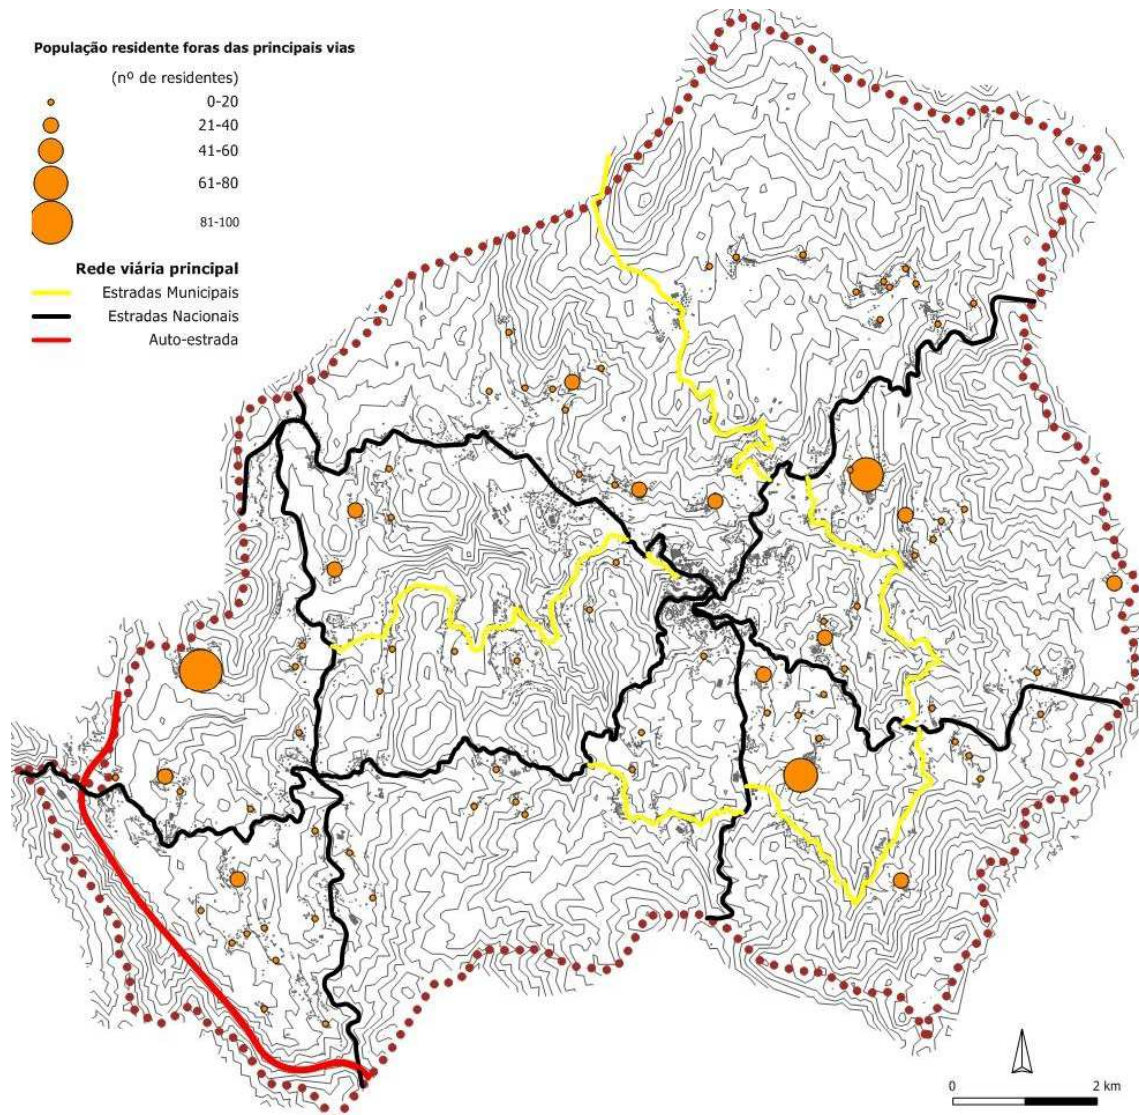 População residente foras das principais vias
(nº de residentes)
0-20
21-40
41-60
61-80
81-100
Rede viária principal
Estradas Municipais
Estradas Nacionais
Auto-estrada
0 2 km